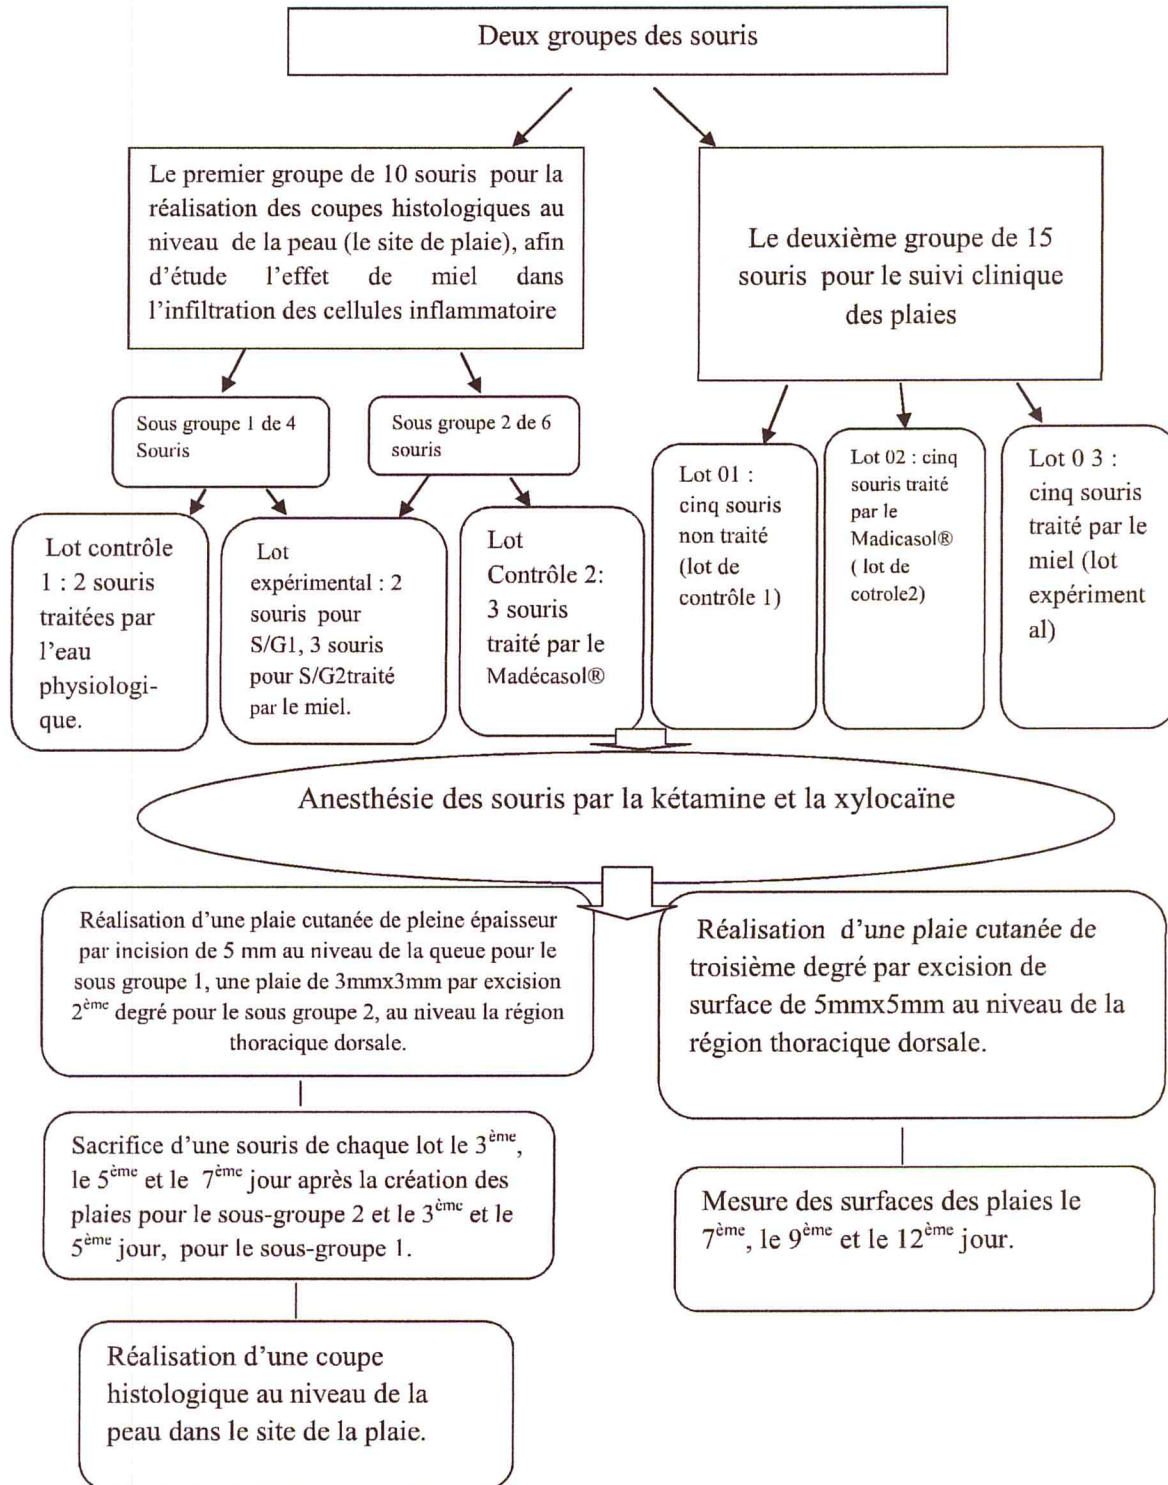 Deux groupes des souris
Le premier groupe de 10 souris pour la
réalisation des coupes histologiques au
niveau de la peau (le site de plaie), afin
d'étude l'effet de miel dans
l'infiltration des cellules inflammatoire
Le deuxième groupe de 15
souris pour le suivi clinique
des plaies
Sous groupe 1 de 4
Souris
Sous groupe 2 de 6
souris
Lot contrôle
1 : 2 souris
traitées par
l'eau
physiologi-
que.
Lot
expérimental : 2
souris pour
S/G1, 3 souris
pour S/G2traité
par le miel.
Lot
Contrôle 2:
3 souris
traité par le
Madécasol®
Lot 01 :
cinq souris
non traité
(lot de
contrôle 1)
Lot 02 : cinq
souris traité
par le
Madicasol®
( lot de
cotrole2)
Lot 0 3 :
cinq souris
traité par le
miel (lot
expériment
al)
Anesthésie des souris par la kétamine et la xylocaïne
Réalisation d'une plaie cutanée de pleine épaisseur
par incision de 5 mm au niveau de la queue pour le
sous groupe 1, une plaie de 3mmx3mm par excision
2ème degré pour le sous groupe 2, au niveau la région
thoracique dorsale.
Réalisation d'une plaie cutanée de
troisième degré par excision de
surface de 5mmx5mm au niveau de la
région thoracique dorsale.
Sacrifice d'une souris de chaque lot le 3ème,
le 5ème et le 7ème jour après la création des
plaies pour le sous-groupe 2 et le 3ème et le
5ème jour, pour le sous-groupe 1.
Mesure des surfaces des plaies le
7ème, le 9ème et le 12ème jour.
Réalisation d'une coupe
histologique au niveau de la
peau dans le site de la plaie.